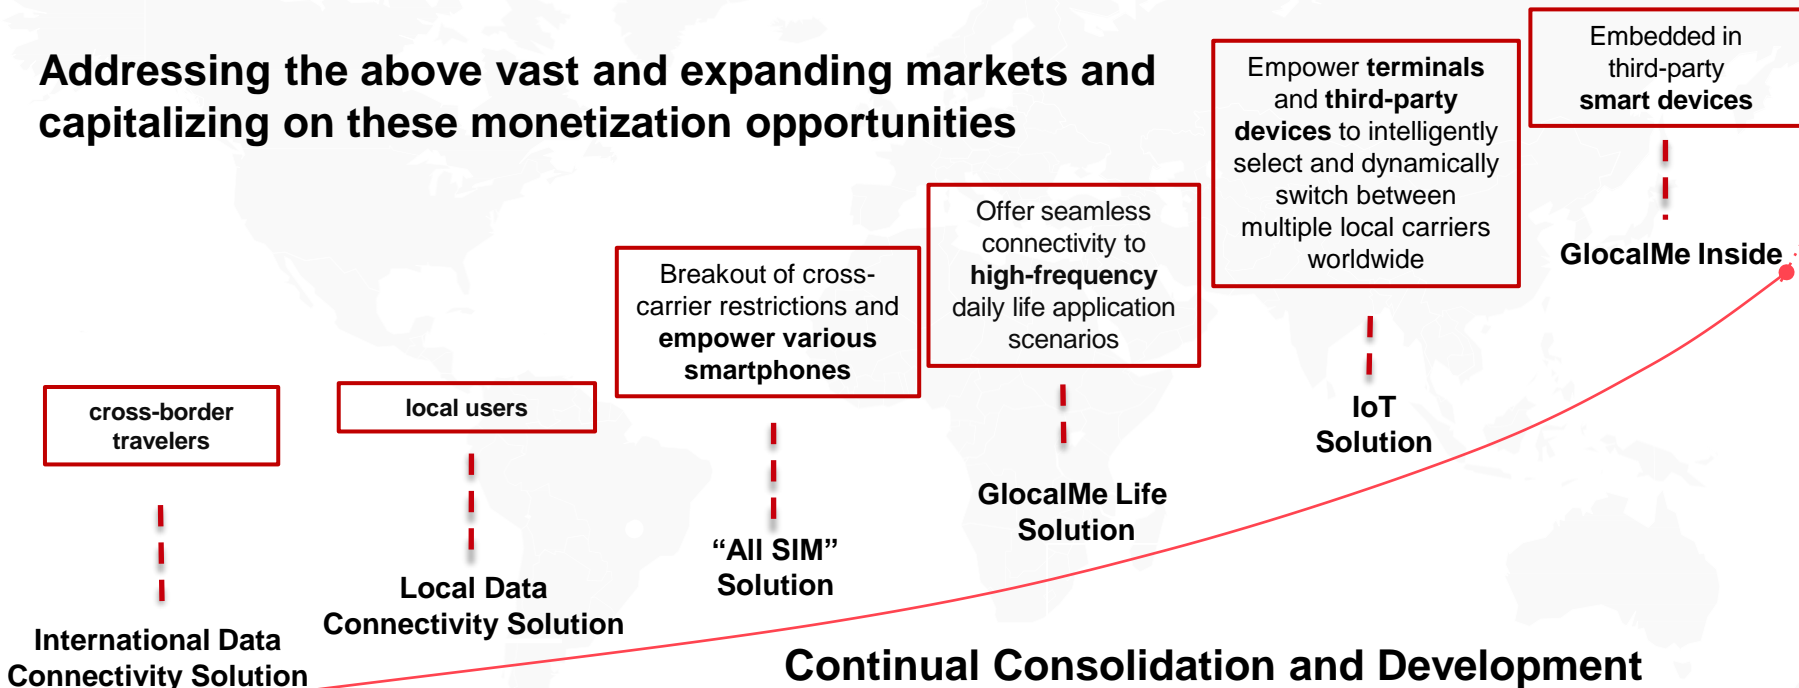 Addressing the above vast and expanding markets and
capitalizing on these monetization opportunities
cross-border
travelers
International Data
Connectivity Solution
local users
Local Data
Connectivity Solution
Breakout of cross-
carrier restrictions and
empower various
smartphones
“All SIM”
Solution
Offer seamless
connectivity to
high-frequency
daily life application
scenarios
GlocalMe Life
Solution
Empower terminals
and third-party
devices to intelligently
select and dynamically
switch between
multiple local carriers
worldwide
IoT
Solution
Embedded in
third-party
smart devices
GlocalMe Inside
Continual Consolidation and Development